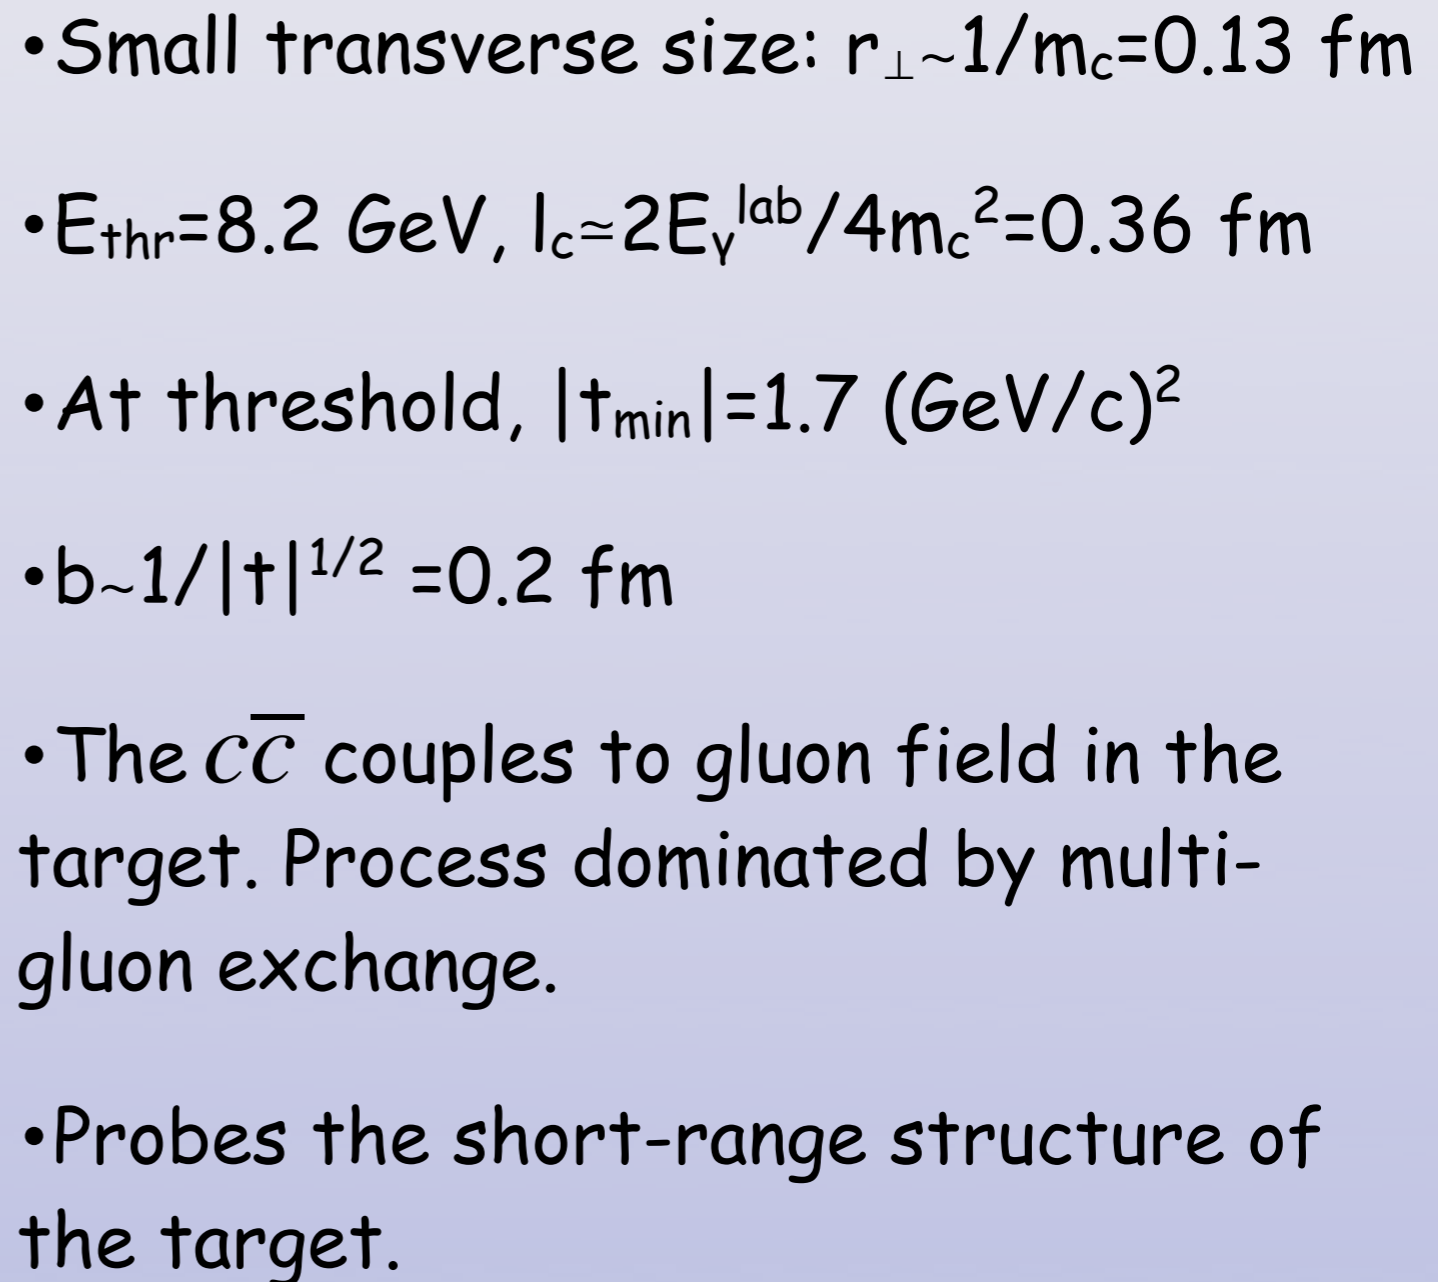 •Small transverse size: r⊥~1/mc=0.13 fm
•Ethr=8.2 GeV, lc≃2Eγlab/4mc2=0.36 fm
•At threshold, |tmin|=1.7 (GeV/c)2
•b~1/|t|1/2 =0.2 fm
•The cc̅ couples to gluon field in the
target. Process dominated by multi-
gluon exchange.
•Probes the short-range structure of
the target.